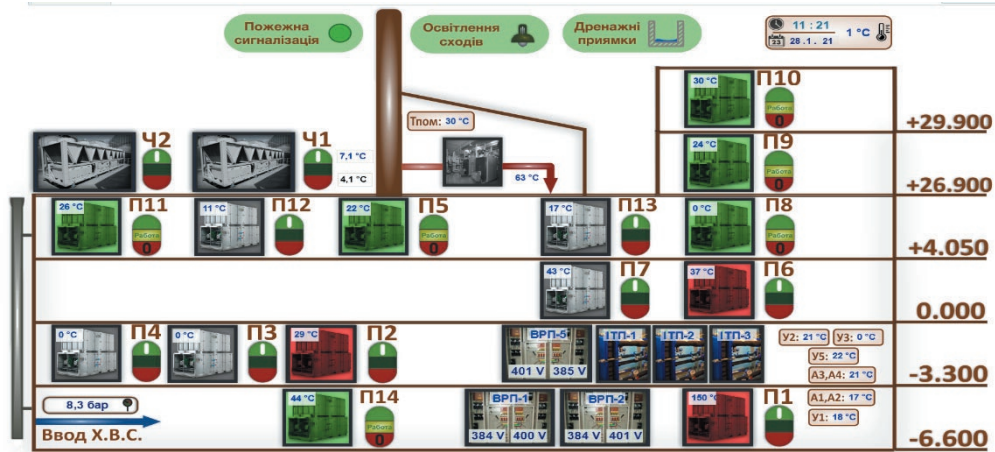 Пожежна
сигналізація
Освітлення
сходів
Дренажні
приямки
11 : 21
23
28 . 1 . 21
1 °C
30 °C
П10
Работа
0
+29.900
Тпом: 30 °C
Ч2
Ч1
7,1 °C
4,1 °C
63 °C
24 °C
П9
Работа
0
+26.900
26 °C
П11
Работа
0
11 °C
П12
22 °C
П5
Работа
0
17 °C
П13
0 °C
П8
Работа
0
+4.050
43 °C
П7
37 °C
П6
0.000
0 °C
П4
0 °C
П3
29 °C
П2
ВРП-5
401 V 385 V
ІТП-1
ІТП-2
ІТП-3
У2: 21 °C
У3: 0 °C
У5: 22 °C
А3,А4: 21 °C
-3.300
8,3 бар
Ввод Х.В.С.
44 °C
П14
Работа
0
ВРП-1
384 V 400 V
ВРП-2
384 V 401 V
150 °C
П1
А1,А2: 17 °C
У1: 18 °C
-6.600